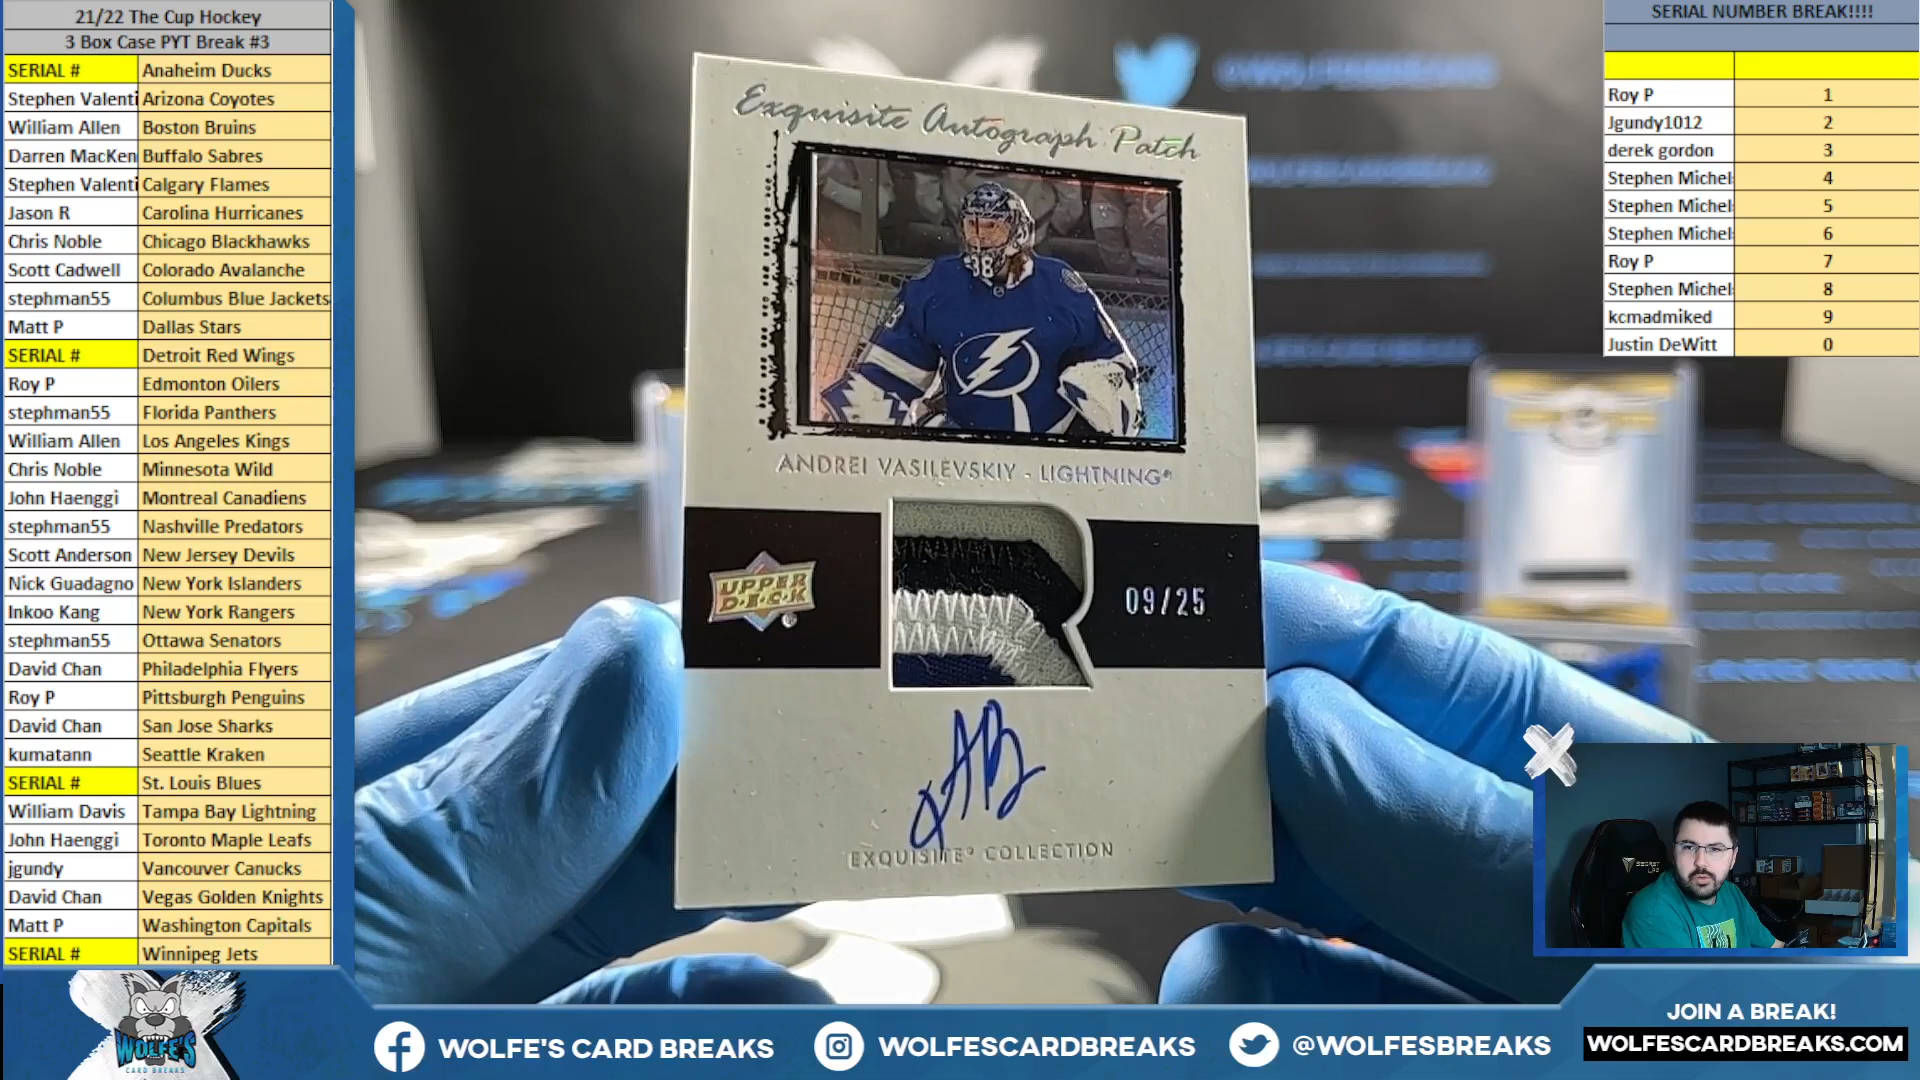 21/22 The Cup Hockey
3 Box Case PYT Break #3
SERIAL # Anaheim Ducks
Stephen Valenti Arizona Coyotes
William Allen Boston Bruins
Darren MacKen Buffalo Sabres
Stephen Valenti Calgary Flames
Jason R Carolina Hurricanes
Chris Noble Chicago Blackhawks
Scott Cadwell Colorado Avalanche
stephman55 Columbus Blue Jackets
Matt P Dallas Stars
SERIAL # Detroit Red Wings
Roy P Edmonton Oilers
stephman55 Florida Panthers
William Allen Los Angeles Kings
Chris Noble Minnesota Wild
John Haenggi Montreal Canadiens
stephman55 Nashville Predators
Scott Anderson New Jersey Devils
Nick Guadagno New York Islanders
Inkoo Kang New York Rangers
stephman55 Ottawa Senators
David Chan Philadelphia Flyers
Roy P Pittsburgh Penguins
David Chan San Jose Sharks
kumatann Seattle Kraken
SERIAL # St. Louis Blues
William Davis Tampa Bay Lightning
John Haenggi Toronto Maple Leafs
jgundy Vancouver Canucks
David Chan Vegas Golden Knights
Matt P Washington Capitals
SERIAL # Winnipeg Jets
Exquisite Autograph Patch
38
ANDREI VASILEVSKIY - LIGHTNING®
UPPER
D·E·C·K
09/25
EXQUISITE® COLLECTION
SERIAL NUMBER BREAK!!!!
Roy P 1
Jgundy1012 2
derek gordon 3
Stephen Michel 4
Stephen Michel 5
Stephen Michel 6
Roy P 7
Stephen Michel 8
kcmadmiked 9
Justin DeWitt 0
WOLFE'S
CARD BREAKS
WOLFE'S CARD BREAKS
WOLFESCARDBREAKS
@WOLFESBREAKS
JOIN A BREAK!
WOLFESCARDBREAKS.COM